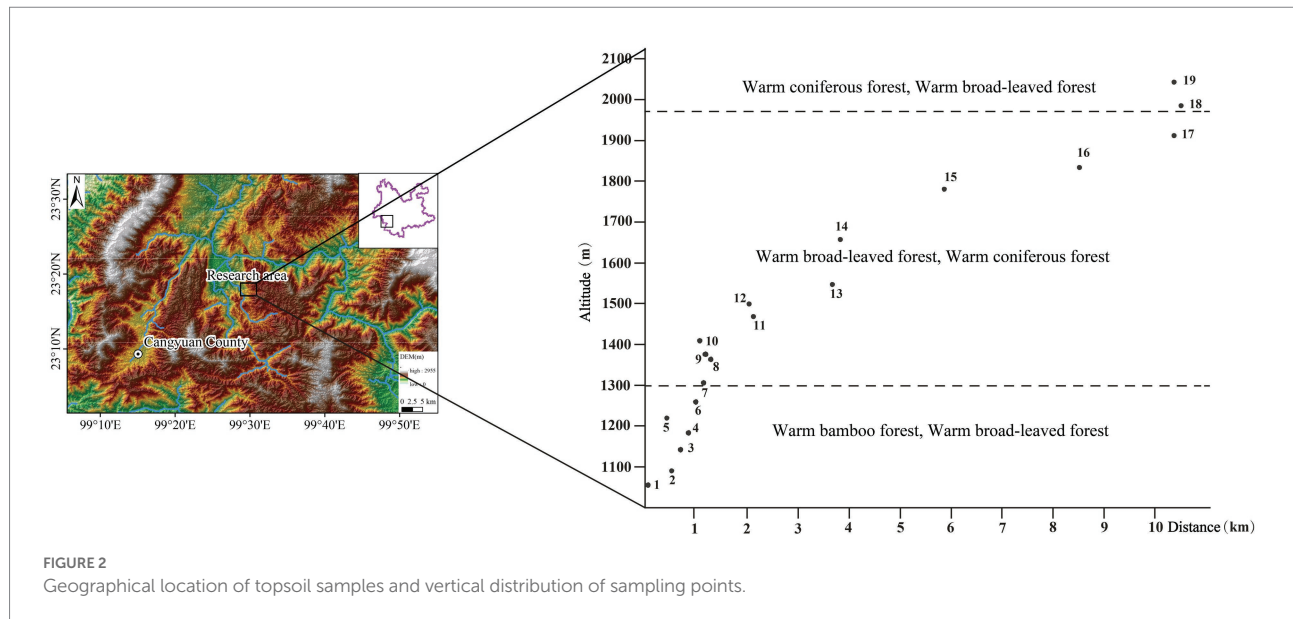 N
23°30'N
23°20'N
23°10'N
Research area
Cangyuan County
DEM(m)
high : 2955
0 2.5 5 km
99°10'E 99°20'E 99°30'E 99°40'E 99°50'E
Altitude (m)
2100
2000
1900
1800
1700
1600
1500
1400
1300
1200
1100
Warm coniferous forest, Warm broad-leaved forest
19
18
17
16
15
14
Warm broad-leaved forest, Warm coniferous forest
13
12
11
10
9
8
7
6
5
4
Warm bamboo forest, Warm broad-leaved forest
3
2
1
1 2 3 4 5 6 7 8 9 10 Distance (km)
FIGURE 2
Geographical location of topsoil samples and vertical distribution of sampling points.